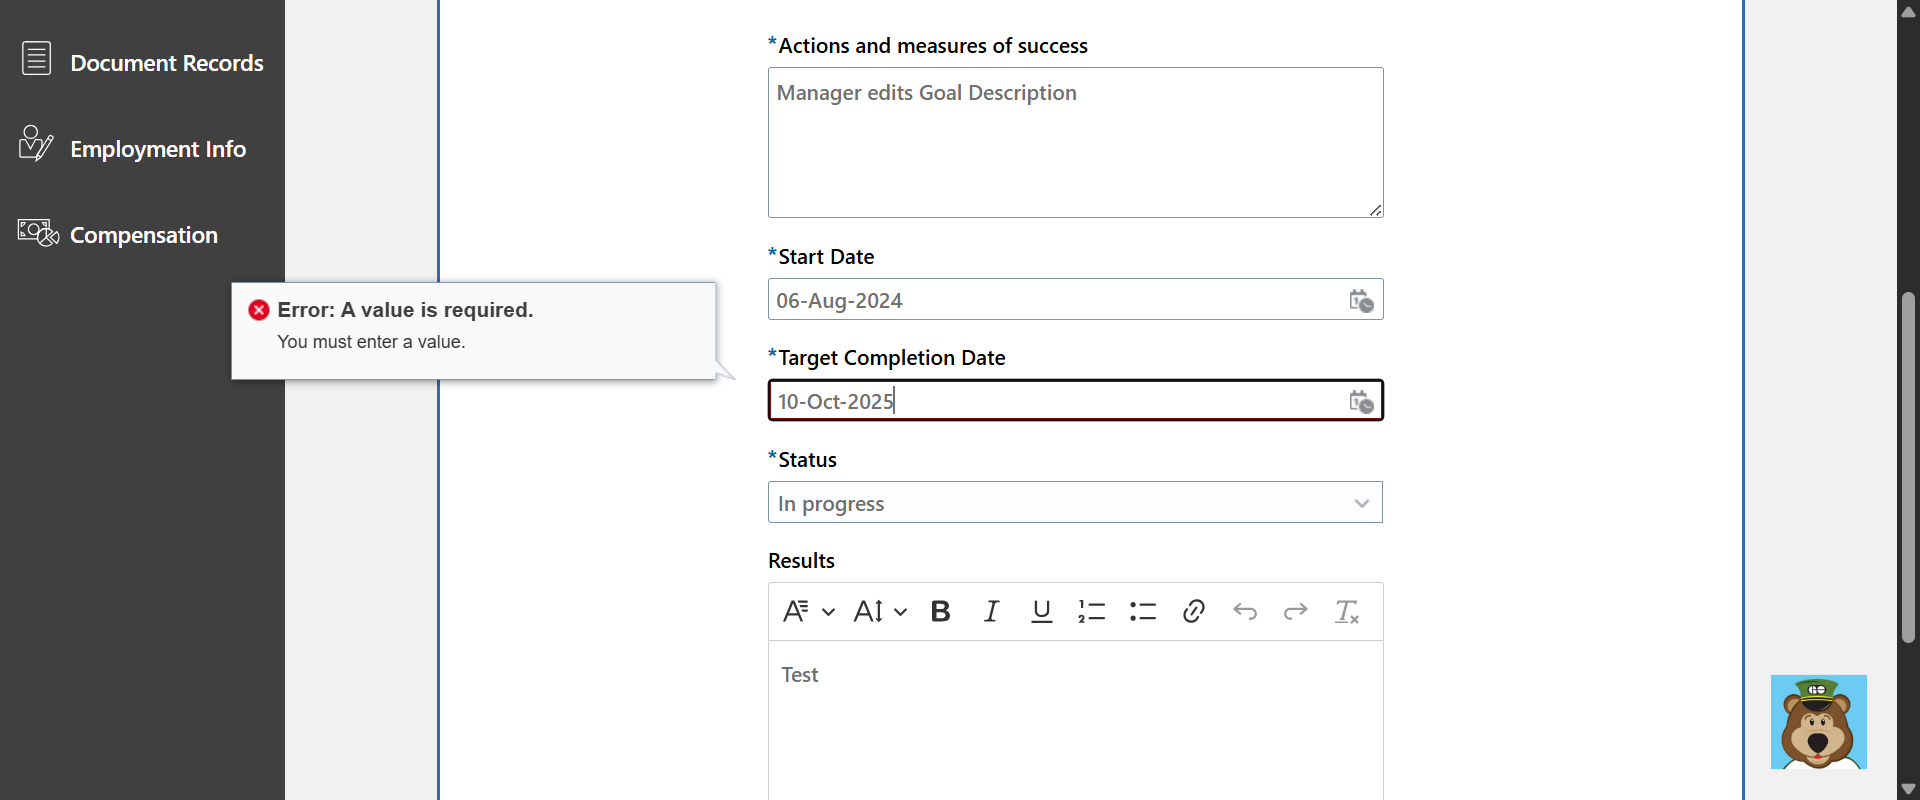 Document Records
Employment Info
Compensation
*Actions and measures of success
Manager edits Goal Description
*Start Date
06-Aug-2024
Error: A value is required.
You must enter a value.
*Target Completion Date
10-Oct-2025
*Status
In progress
Results
Test
GO